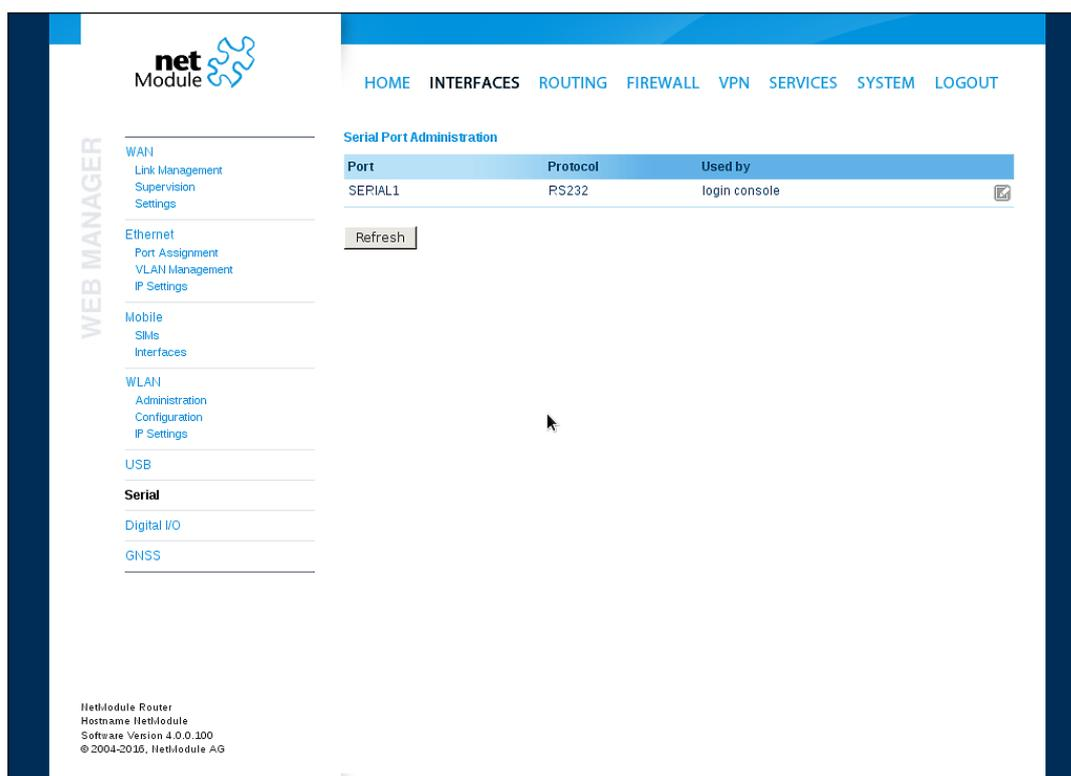 net
Module
HOME INTERFACES ROUTING FIREWALL VPN SERVICES SYSTEM LOGOUT
WEB MANAGER
WAN
Link Management
Supervision
Settings
Ethernet
Port Assignment
VLAN Management
IP Settings
Mobile
SIMs
Interfaces
WLAN
Administration
Configuration
IP Settings
USB
Serial
Digital I/O
GNSS
Serial Port Administration
Port Protocol Used by
SERIAL1 RS232 login console
Refresh
NetModule Router
Hostname NetModule
Software Version 4.0.0.100
© 2004-2016, NetModule AG